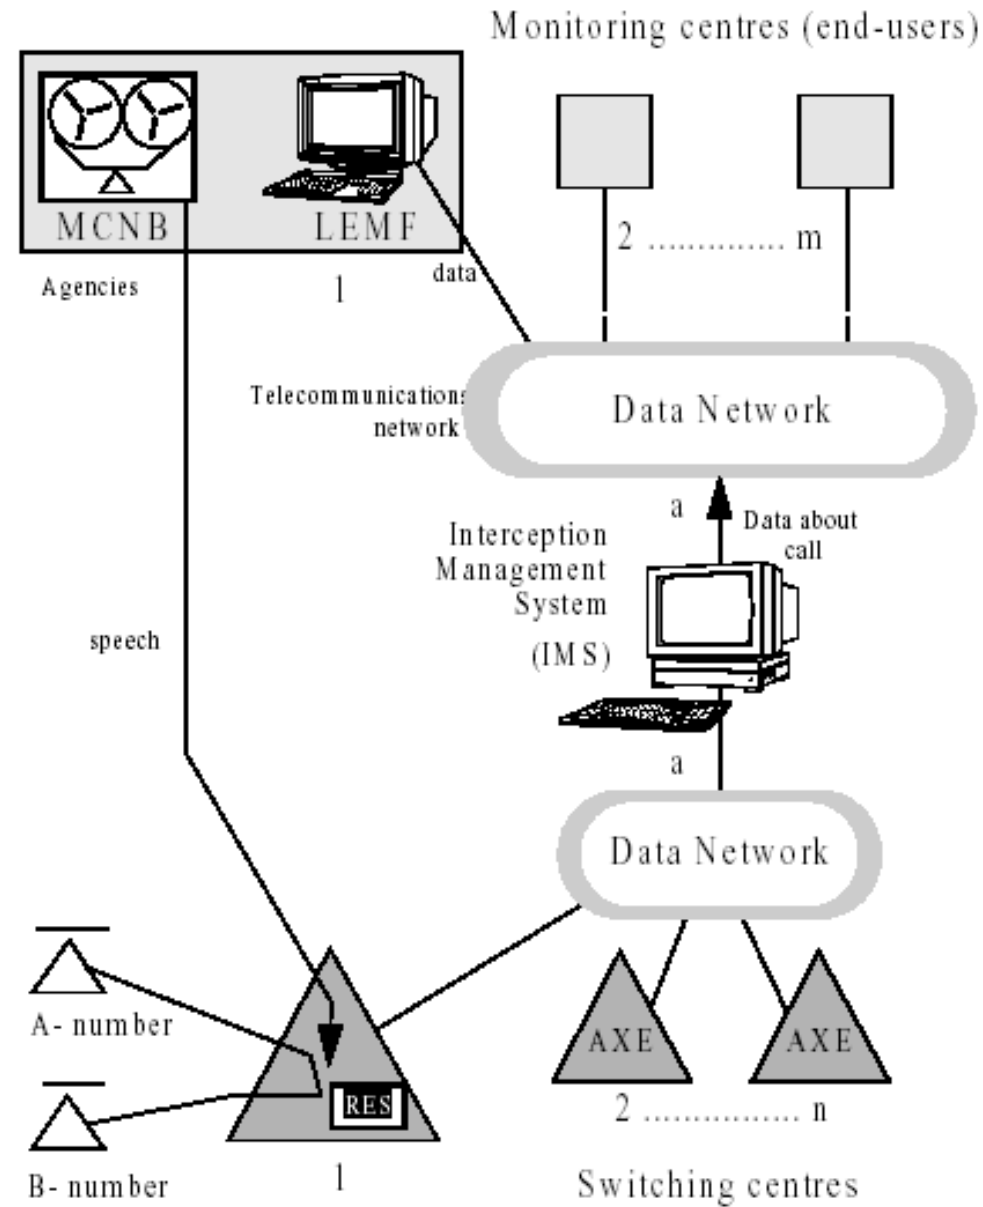 Monitoring centres (end-users)
MCNB
LEMF
2 .............. m
Agencies
1
data
Telecommunications
network
Data Network
a
Data about
call
Interception
Management
System
(IMS)
speech
a
Data Network
A- number
AXE
AXE
RES
2 ................ n
B- number
1
Switching centres